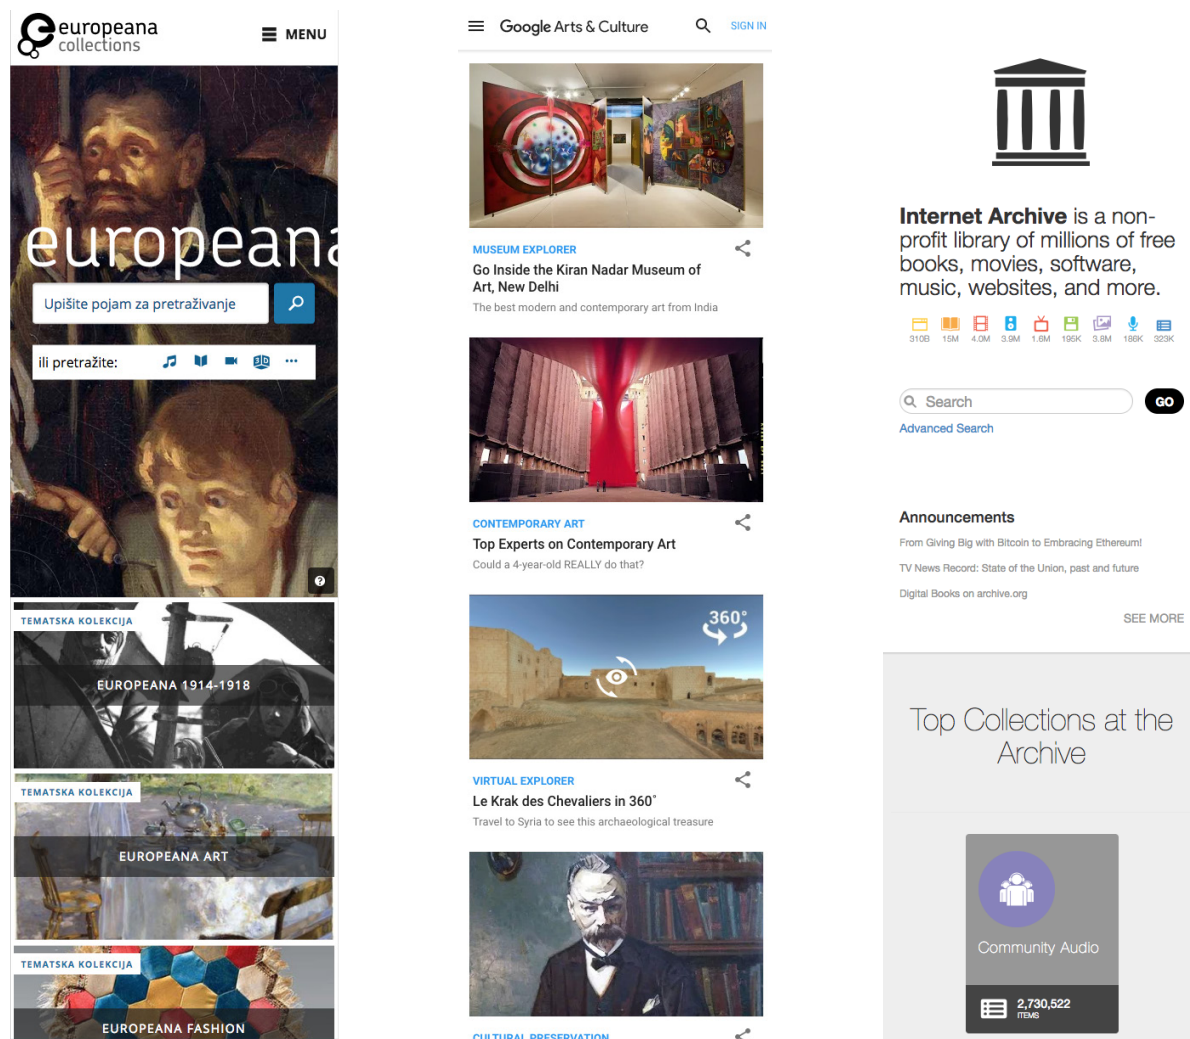 europeana
collections
MENU
europeana
Upišite pojam za pretraživanje
ili pretražite:
3D
?
TEMATSKA KOLEKCIJA
EUROPEANA 1914-1918
TEMATSKA KOLEKCIJA
EUROPEANA ART
TEMATSKA KOLEKCIJA
EUROPEANA FASHION
Google Arts & Culture
SIGN IN
MUSEUM EXPLORER
Go Inside the Kiran Nadar Museum of
Art, New Delhi
The best modern and contemporary art from India
CONTEMPORARY ART
Top Experts on Contemporary Art
Could a 4-year-old REALLY do that?
360°
VIRTUAL EXPLORER
Le Krak des Chevaliers in 360˚
Travel to Syria to see this archaeological treasure
CULTURAL PRESERVATION
Internet Archive is a non-
profit library of millions of free
books, movies, software,
music, websites, and more.
310B 15M 4.0M 3.9M 1.6M 195K 3.8M 186K 323K
Search
GO
Advanced Search
Announcements
From Giving Big with Bitcoin to Embracing Ethereum!
TV News Record: State of the Union, past and future
Digital Books on archive.org
SEE MORE
Top Collections at the
Archive
Community Audio
2,730,522
ITEMS